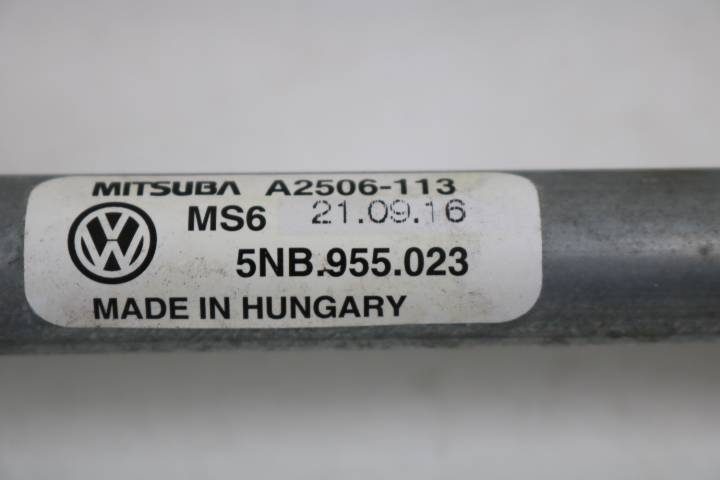 MITSUBA A2506-113
MS6 21.09.16
5NB.955.023
MADE IN HUNGARY